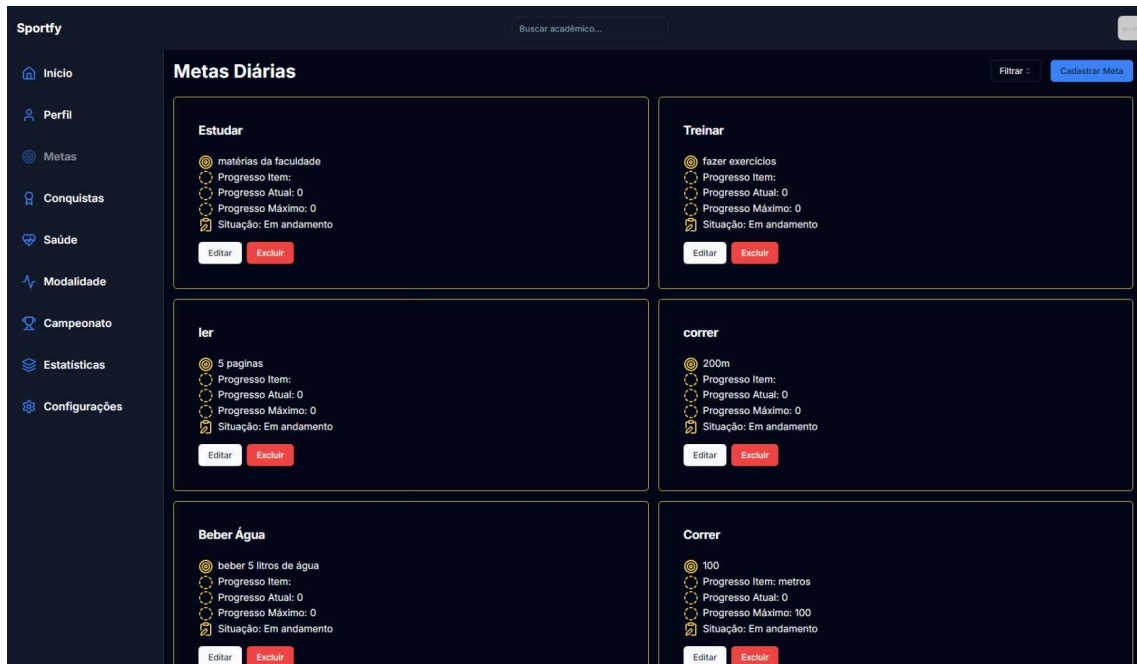 Sportfy
Buscar acadêmico...
Início
Perfil
Metas
Conquistas
Saúde
Modalidade
Campeonato
Estatísticas
Configurações
Metas Diárias
Filtrar
Cadastrar Meta
Estudar
matérias da faculdade
Progresso Item:
Progresso Atual: 0
Progresso Máximo: 0
Situação: Em andamento
Editar
Excluir
Treinar
fazer exercícios
Progresso Item:
Progresso Atual: 0
Progresso Máximo: 0
Situação: Em andamento
Editar
Excluir
ler
5 paginas
Progresso Item:
Progresso Atual: 0
Progresso Máximo: 0
Situação: Em andamento
Editar
Excluir
correr
200m
Progresso Item:
Progresso Atual: 0
Progresso Máximo: 0
Situação: Em andamento
Editar
Excluir
Beber Água
beber 5 litros de água
Progresso Item:
Progresso Atual: 0
Progresso Máximo: 0
Situação: Em andamento
Editar
Excluir
Correr
100
Progresso Item: metros
Progresso Atual: 0
Progresso Máximo: 100
Situação: Em andamento
Editar
Excluir